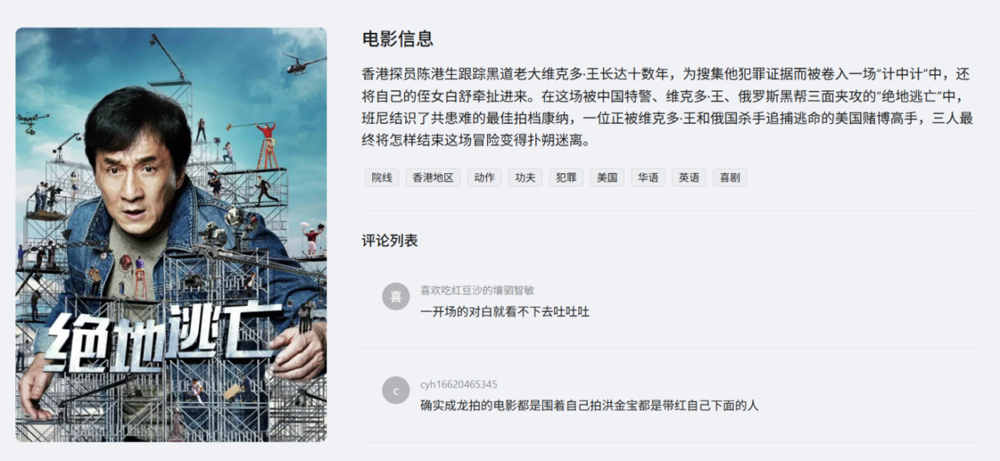 绝地逃亡
电影信息
香港探员陈港生跟踪黑道老大维克多·王长达十数年，为搜集他犯罪证据而被卷入一场“计中计”中，还
将自己的侄女白舒牵扯进来。在这场被中国特警、维克多·王、俄罗斯黑帮三面夹攻的“绝地逃亡”中，
班尼结识了共患难的最佳拍档康纳，一位正被维克多·王和俄国杀手追捕逃命的美国赌博高手，三人最
终将怎样结束这场冒险变得扑朔迷离。
院线 香港地区 动作 功夫 犯罪 美国 华语 英语 喜剧
评论列表
喜
喜欢吃红豆沙的壤驷智敏
一开场的对白就看不下去吐吐吐
c
cyh16620465345
确实成龙拍的电影都是围着自己拍洪金宝都是带红自己下面的人